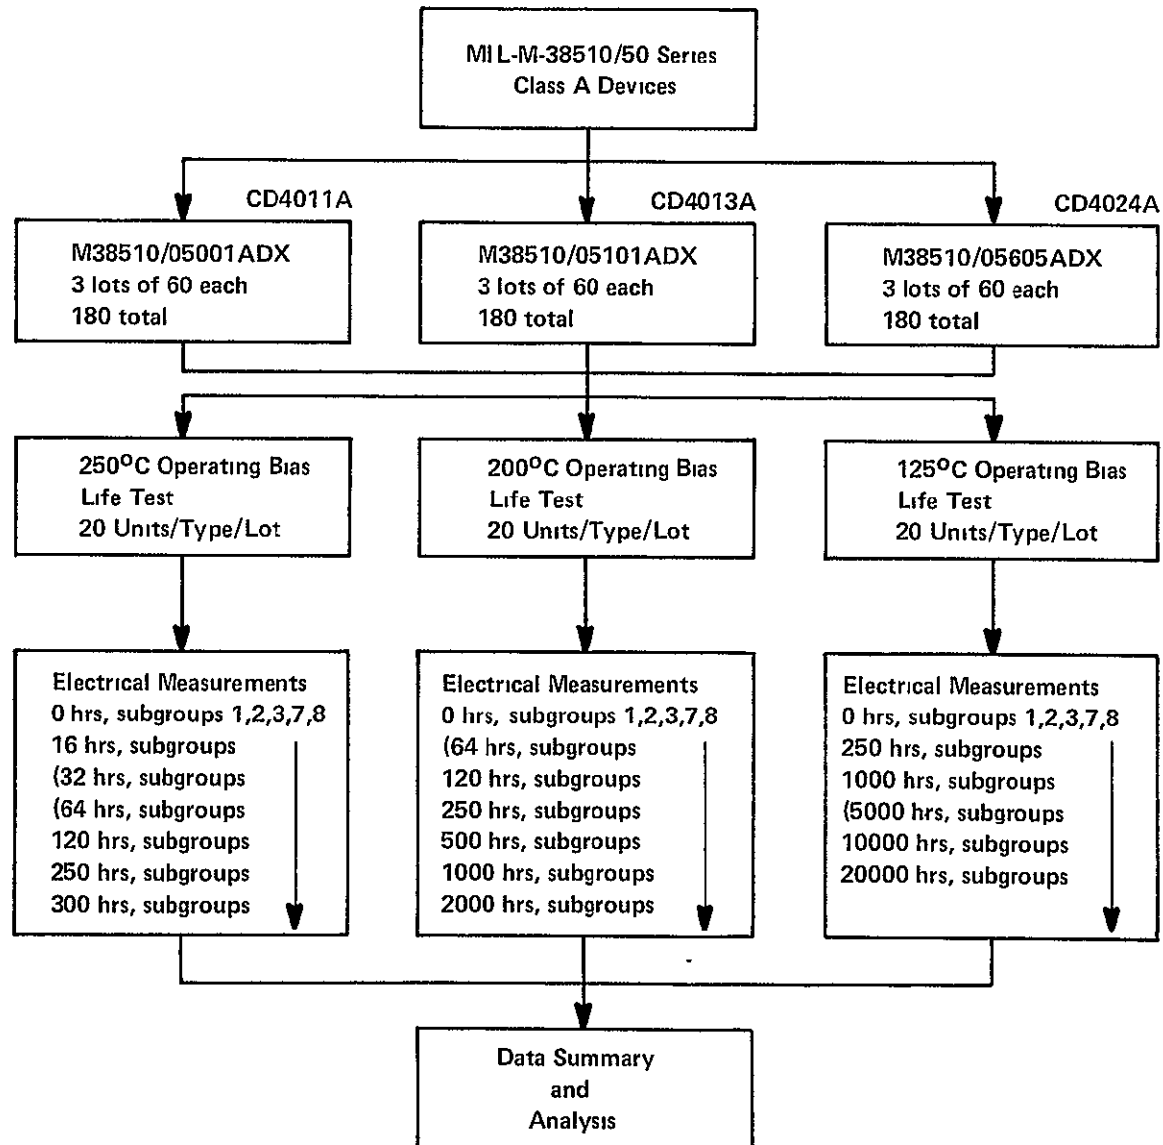 MIL-M-38510/50 Series
Class A Devices
CD4011A
CD4013A
CD4024A
M38510/05001ADX
3 lots of 60 each
180 total
M38510/05101ADX
3 lots of 60 each
180 total
M38510/05605ADX
3 lots of 60 each
180 total
250°C Operating Bias
Life Test
20 Units/Type/Lot
200°C Operating Bias
Life Test
20 Units/Type/Lot
125°C Operating Bias
Life Test
20 Units/Type/Lot
Electrical Measurements
0 hrs, subgroups 1,2,3,7,8
16 hrs, subgroups
(32 hrs, subgroups
(64 hrs, subgroups
120 hrs, subgroups
250 hrs, subgroups
300 hrs, subgroups
Electrical Measurements
0 hrs, subgroups 1,2,3,7,8
(64 hrs, subgroups
120 hrs, subgroups
250 hrs, subgroups
500 hrs, subgroups
1000 hrs, subgroups
2000 hrs, subgroups
Electrical Measurements
0 hrs, subgroups 1,2,3,7,8
250 hrs, subgroups
1000 hrs, subgroups
(5000 hrs, subgroups
10000 hrs, subgroups
20000 hrs, subgroups
Data Summary
and
Analysis